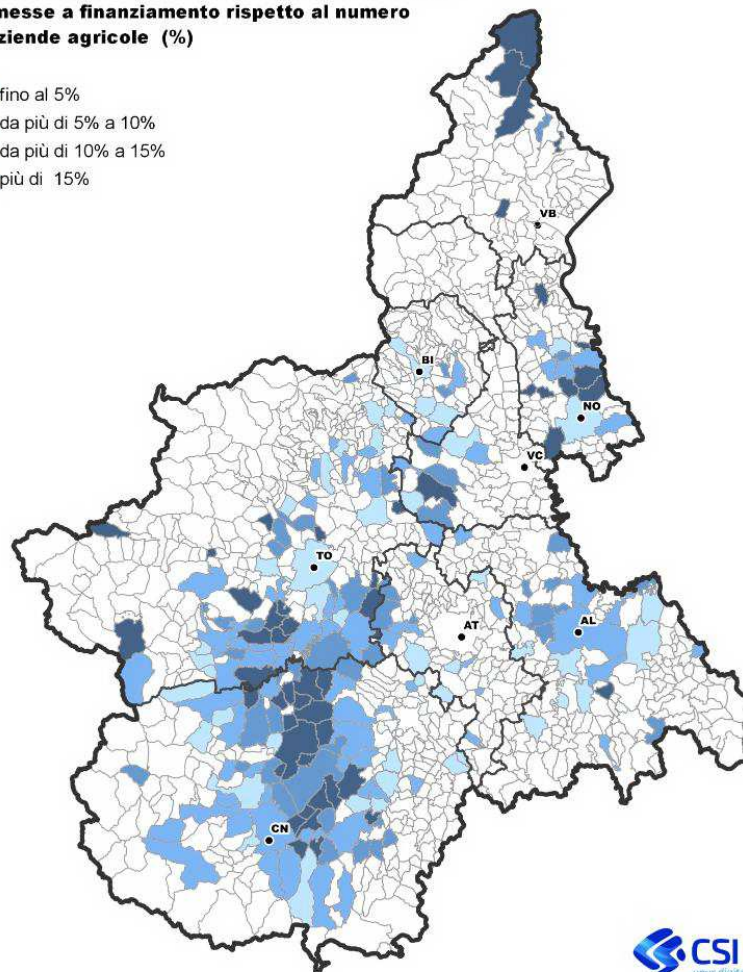 messe a finanziamento rispetto al numero
ziende agricole (%)
fino al 5%
da più di 5% a 10%
da più di 10% a 15%
più di 15%
VB
BI
NO
VC
TO
AT
AL
CN
CSI